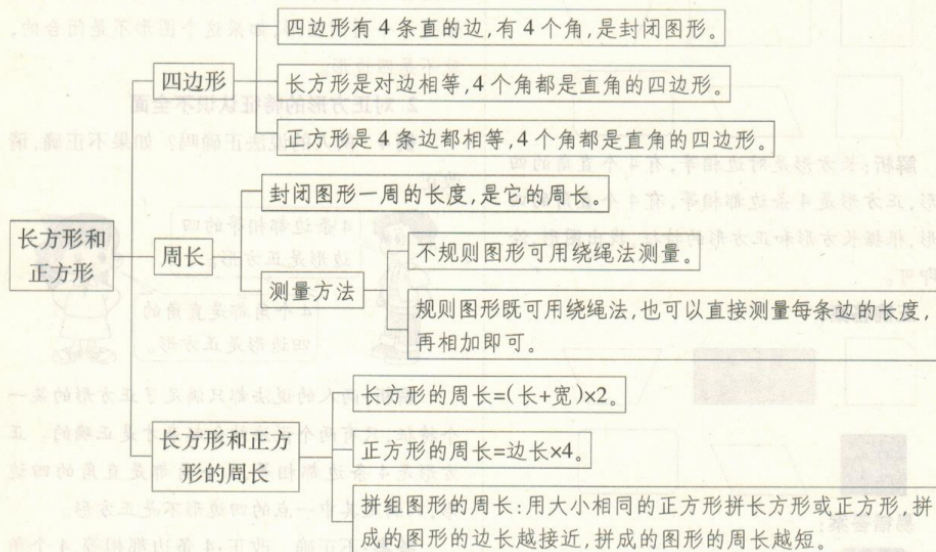 四边形有4条直的边,有4个角,是封闭图形。
四边形
长方形是对边相等,4个角都是直角的四边形。
正方形是4条边都相等,4个角都是直角的四边形。
长方形和
正方形
周长
封闭图形一周的长度,是它的周长。
测量方法
不规则图形可用绕绳法测量。
规则图形既可用绕绳法,也可以直接测量每条边的长度,
再相加即可。
长方形和正方
形的周长
长方形的周长=(长+宽)×2。
正方形的周长=边长×4。
拼组图形的周长:用大小相同的正方形拼长方形或正方形,拼
成的图形的边长越接近,拼成的图形的周长越短。